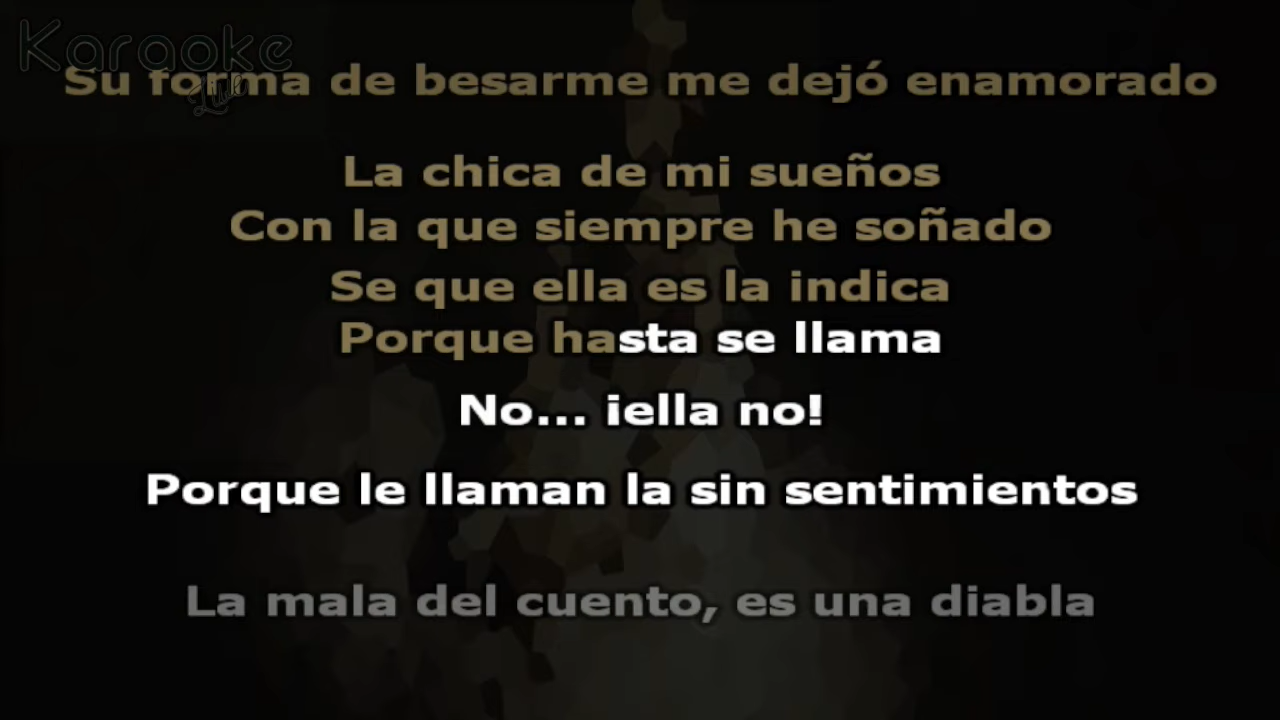 Karaoke
Live
Su forma de besarme me dejó enamorado
La chica de mi sueños
Con la que siempre he soñado
Se que ella es la indica
Porque hasta se llama
No... iella no!
Porque le llaman la sin sentimientos
La mala del cuento, es una diabla